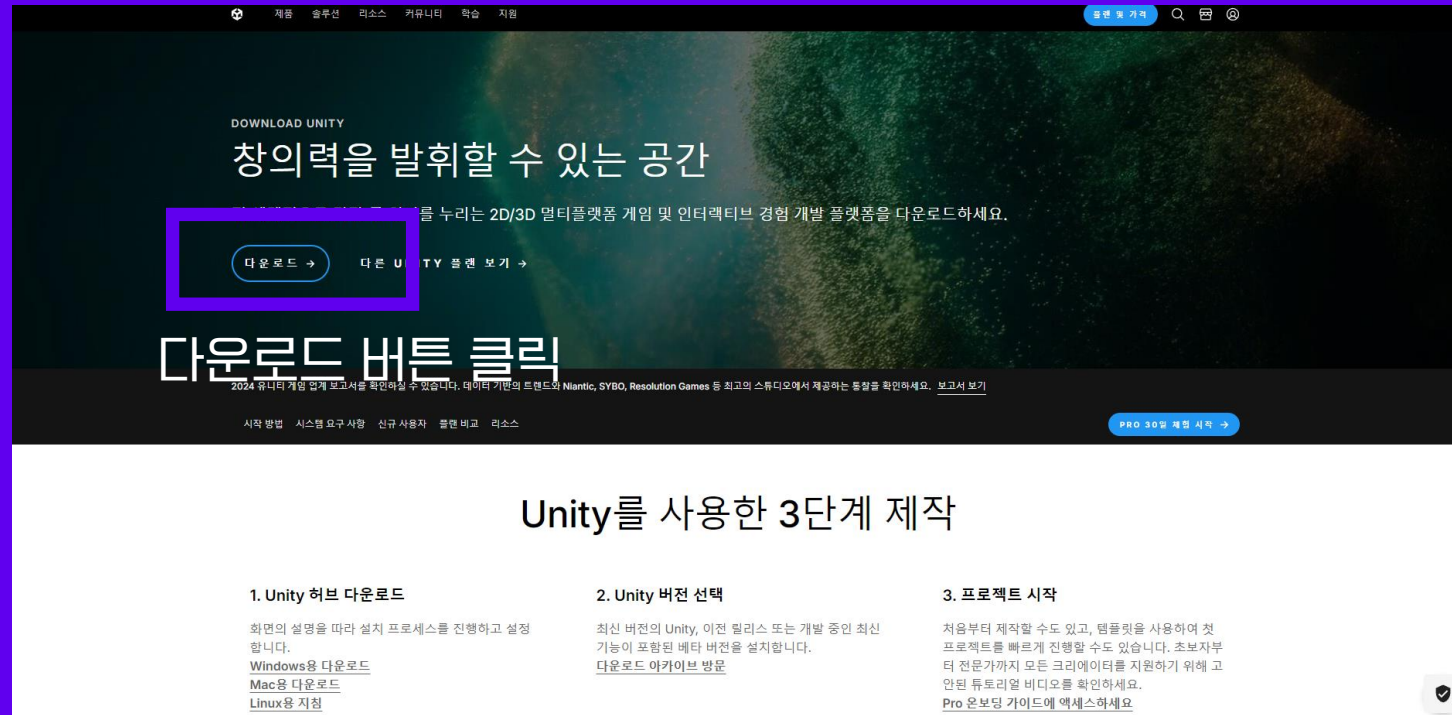 제품 솔루션 리소스 커뮤니티 학습 지원
플랜 및 가격
DOWNLOAD UNITY
창의력을 발휘할 수 있는 공간
누리는 2D/3D 멀티플랫폼 게임 및 인터랙티브 경험 개발 플랫폼을 다운로드하세요.
다운로드 →
다른 UNITY 플랜 보기 →
다운로드 버튼 클릭
2024 유니티 게임 업계 보고서를 확인하실 수 있습니다. 데이터 기반의 트렌드와 Niantic, SYBO, Resolution Games 등 최고의 스튜디오에서 제공하는 통찰을 확인하세요. 보고서 보기
시작 방법 시스템 요구 사항 신규 사용자 플랜 비교 리소스
PRO 30일 체험 시작 →
Unity를 사용한 3단계 제작
1. Unity 허브 다운로드
화면의 설명을 따라 설치 프로세스를 진행하고 설정
합니다.
Windows용 다운로드
Mac용 다운로드
Linux용 지침
2. Unity 버전 선택
최신 버전의 Unity, 이전 릴리스 또는 개발 중인 최신
기능이 포함된 베타 버전을 설치합니다.
다운로드 아카이브 방문
3. 프로젝트 시작
처음부터 제작할 수도 있고, 템플릿을 사용하여 첫
프로젝트를 빠르게 진행할 수도 있습니다. 초보자부
터 전문가까지 모든 크리에이터를 지원하기 위해 고
안된 튜토리얼 비디오를 확인하세요.
Pro 온보딩 가이드에 액세스하세요